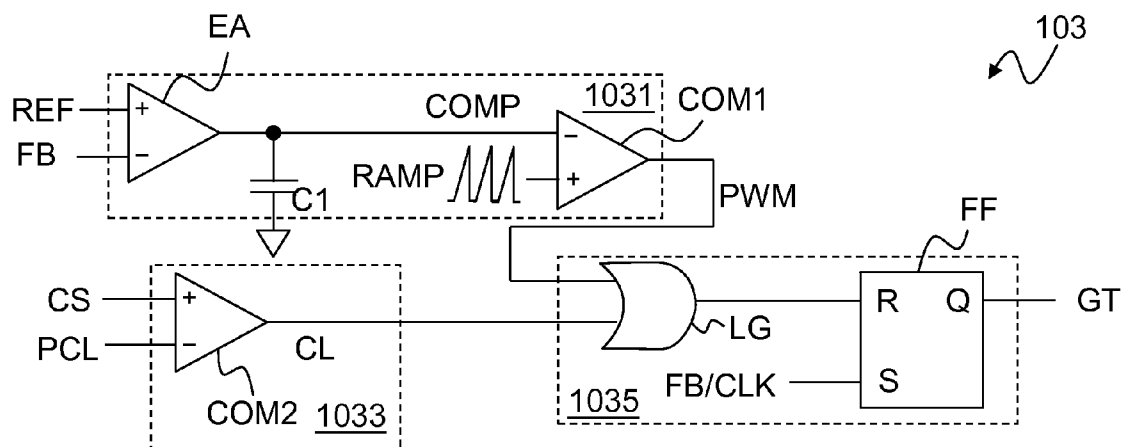 EA
103
REF
+
COMP
1031
COM1
FB
−
−
RAMP
+
C1
PWM
FF
CS
+
R
Q
GT
PCL
−
CL
LG
FB/CLK
S
COM2
1033
1035